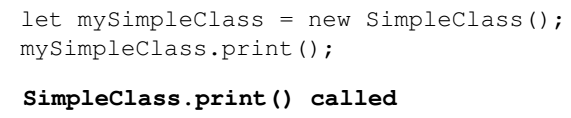 let mySimpleClass = new SimpleClass();
mySimpleClass.print();
SimpleClass.print() called